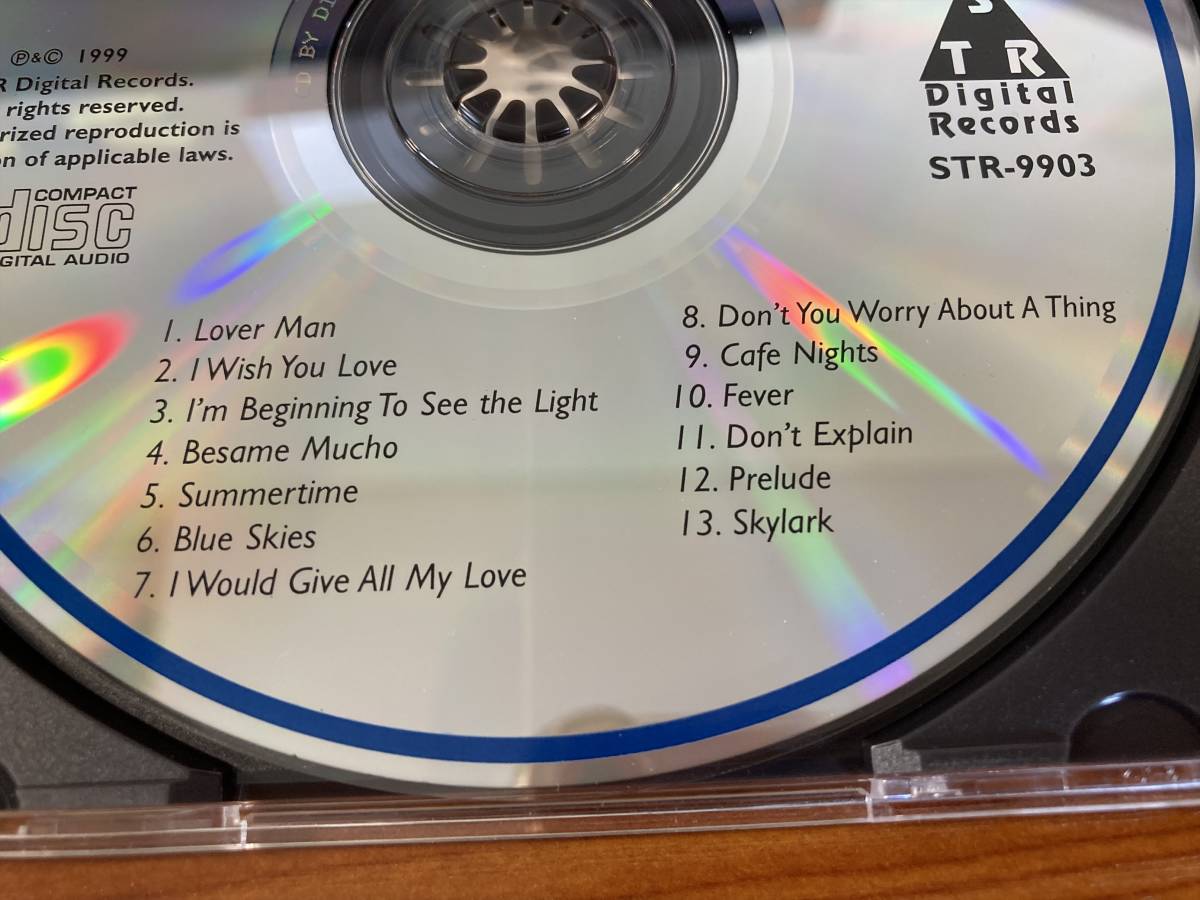 ℗&© 1999
Digital Records.
rights reserved.
reproduction is
of applicable laws.
COMPACT
disc
DIGITAL AUDIO
CD BY
S
T R
Digital
Records
STR-9903
1. Lover Man
2. I Wish You Love
3. I'm Beginning To See the Light
4. Besame Mucho
5. Summertime
6. Blue Skies
7. I Would Give All My Love
8. Don't You Worry About A Thing
9. Cafe Nights
10. Fever
11. Don't Explain
12. Prelude
13. Skylark